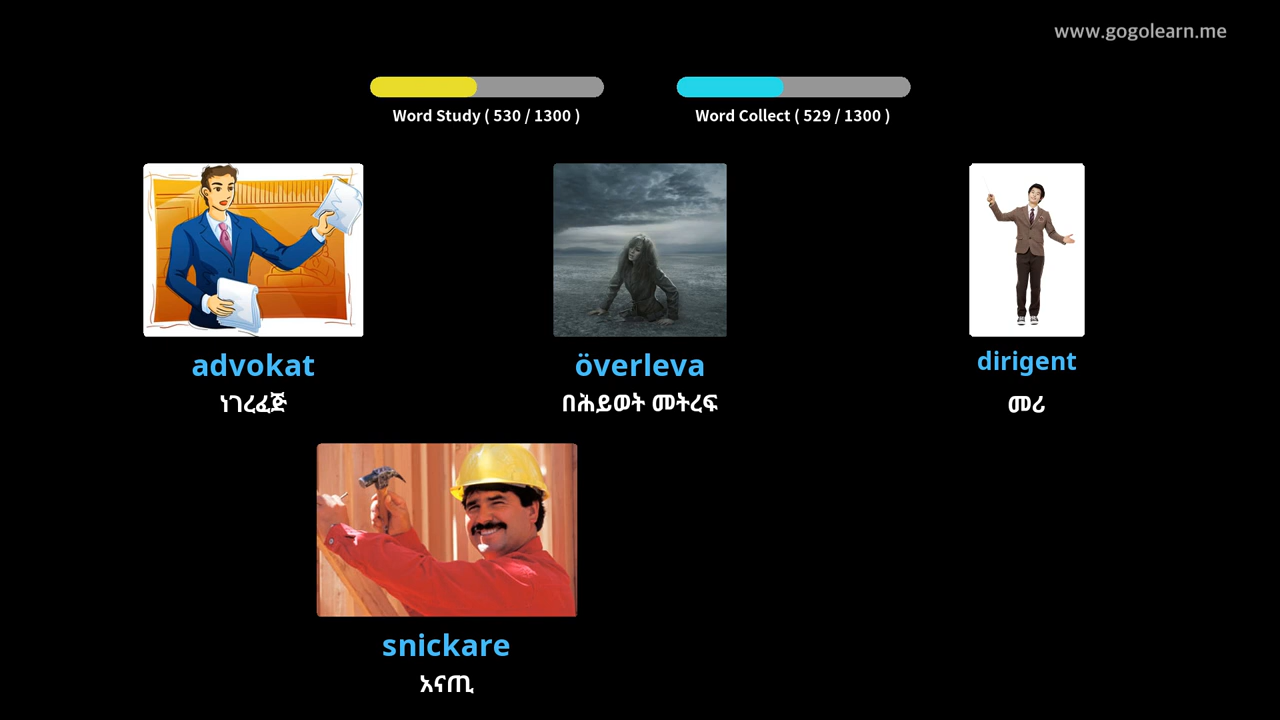 www.gogolearn.me
Word Study ( 530 / 1300 )
Word Collect ( 529 / 1300 )
advokat
ነገረፈጅ
överleva
በሕይወት መትረፍ
dirigent
መሪ
snickare
አናጢ